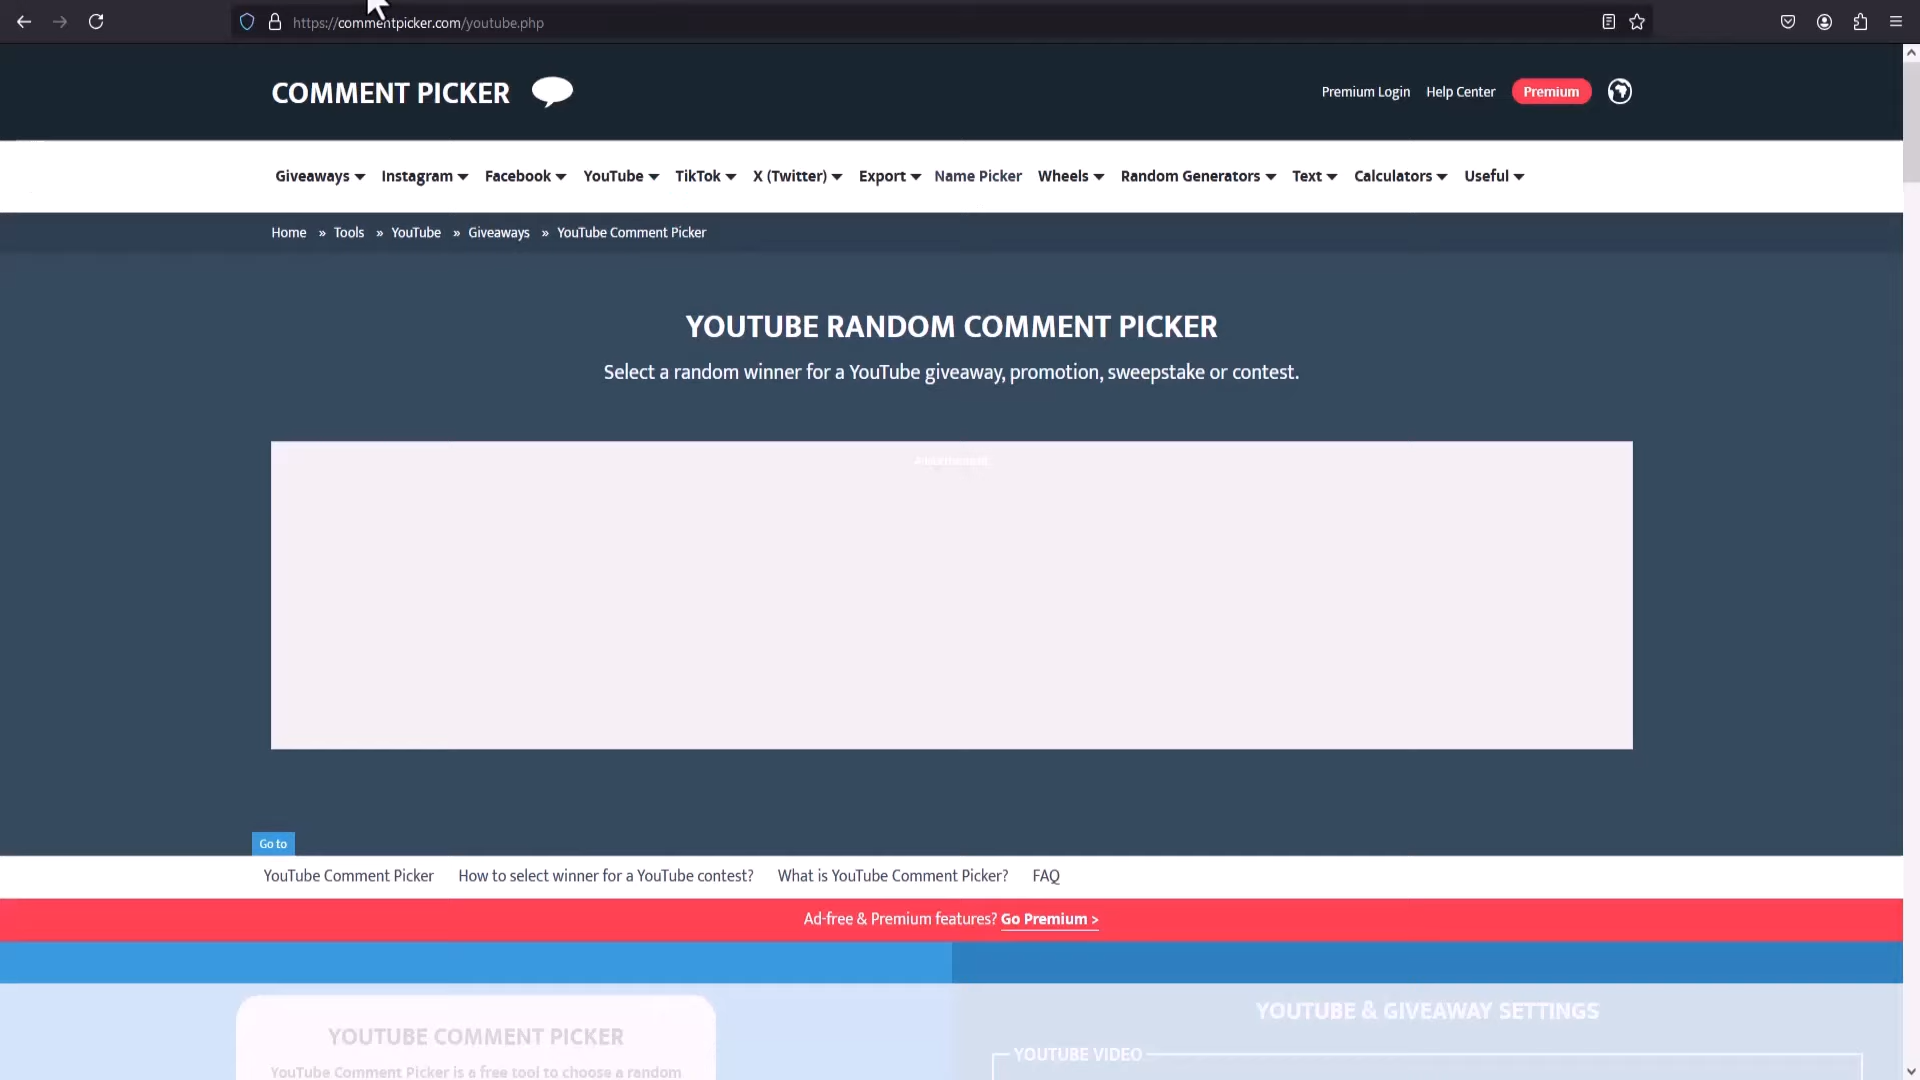 https://commentpicker.com/youtube.php
COMMENT PICKER
Premium Login Help Center Premium
Giveaways Instagram Facebook YouTube TikTok X (Twitter) Export Name Picker Wheels Random Generators Text Calculators Useful
Home » Tools » YouTube » Giveaways » YouTube Comment Picker
YOUTUBE RANDOM COMMENT PICKER
Select a random winner for a YouTube giveaway, promotion, sweepstake or contest.
Advertisement
Go to
YouTube Comment Picker How to select winner for a YouTube contest? What is YouTube Comment Picker? FAQ
Ad-free & Premium features? Go Premium >
YOUTUBE COMMENT PICKER
YouTube Comment Picker is a free tool to choose a random
YOUTUBE & GIVEAWAY SETTINGS
YOUTUBE VIDEO